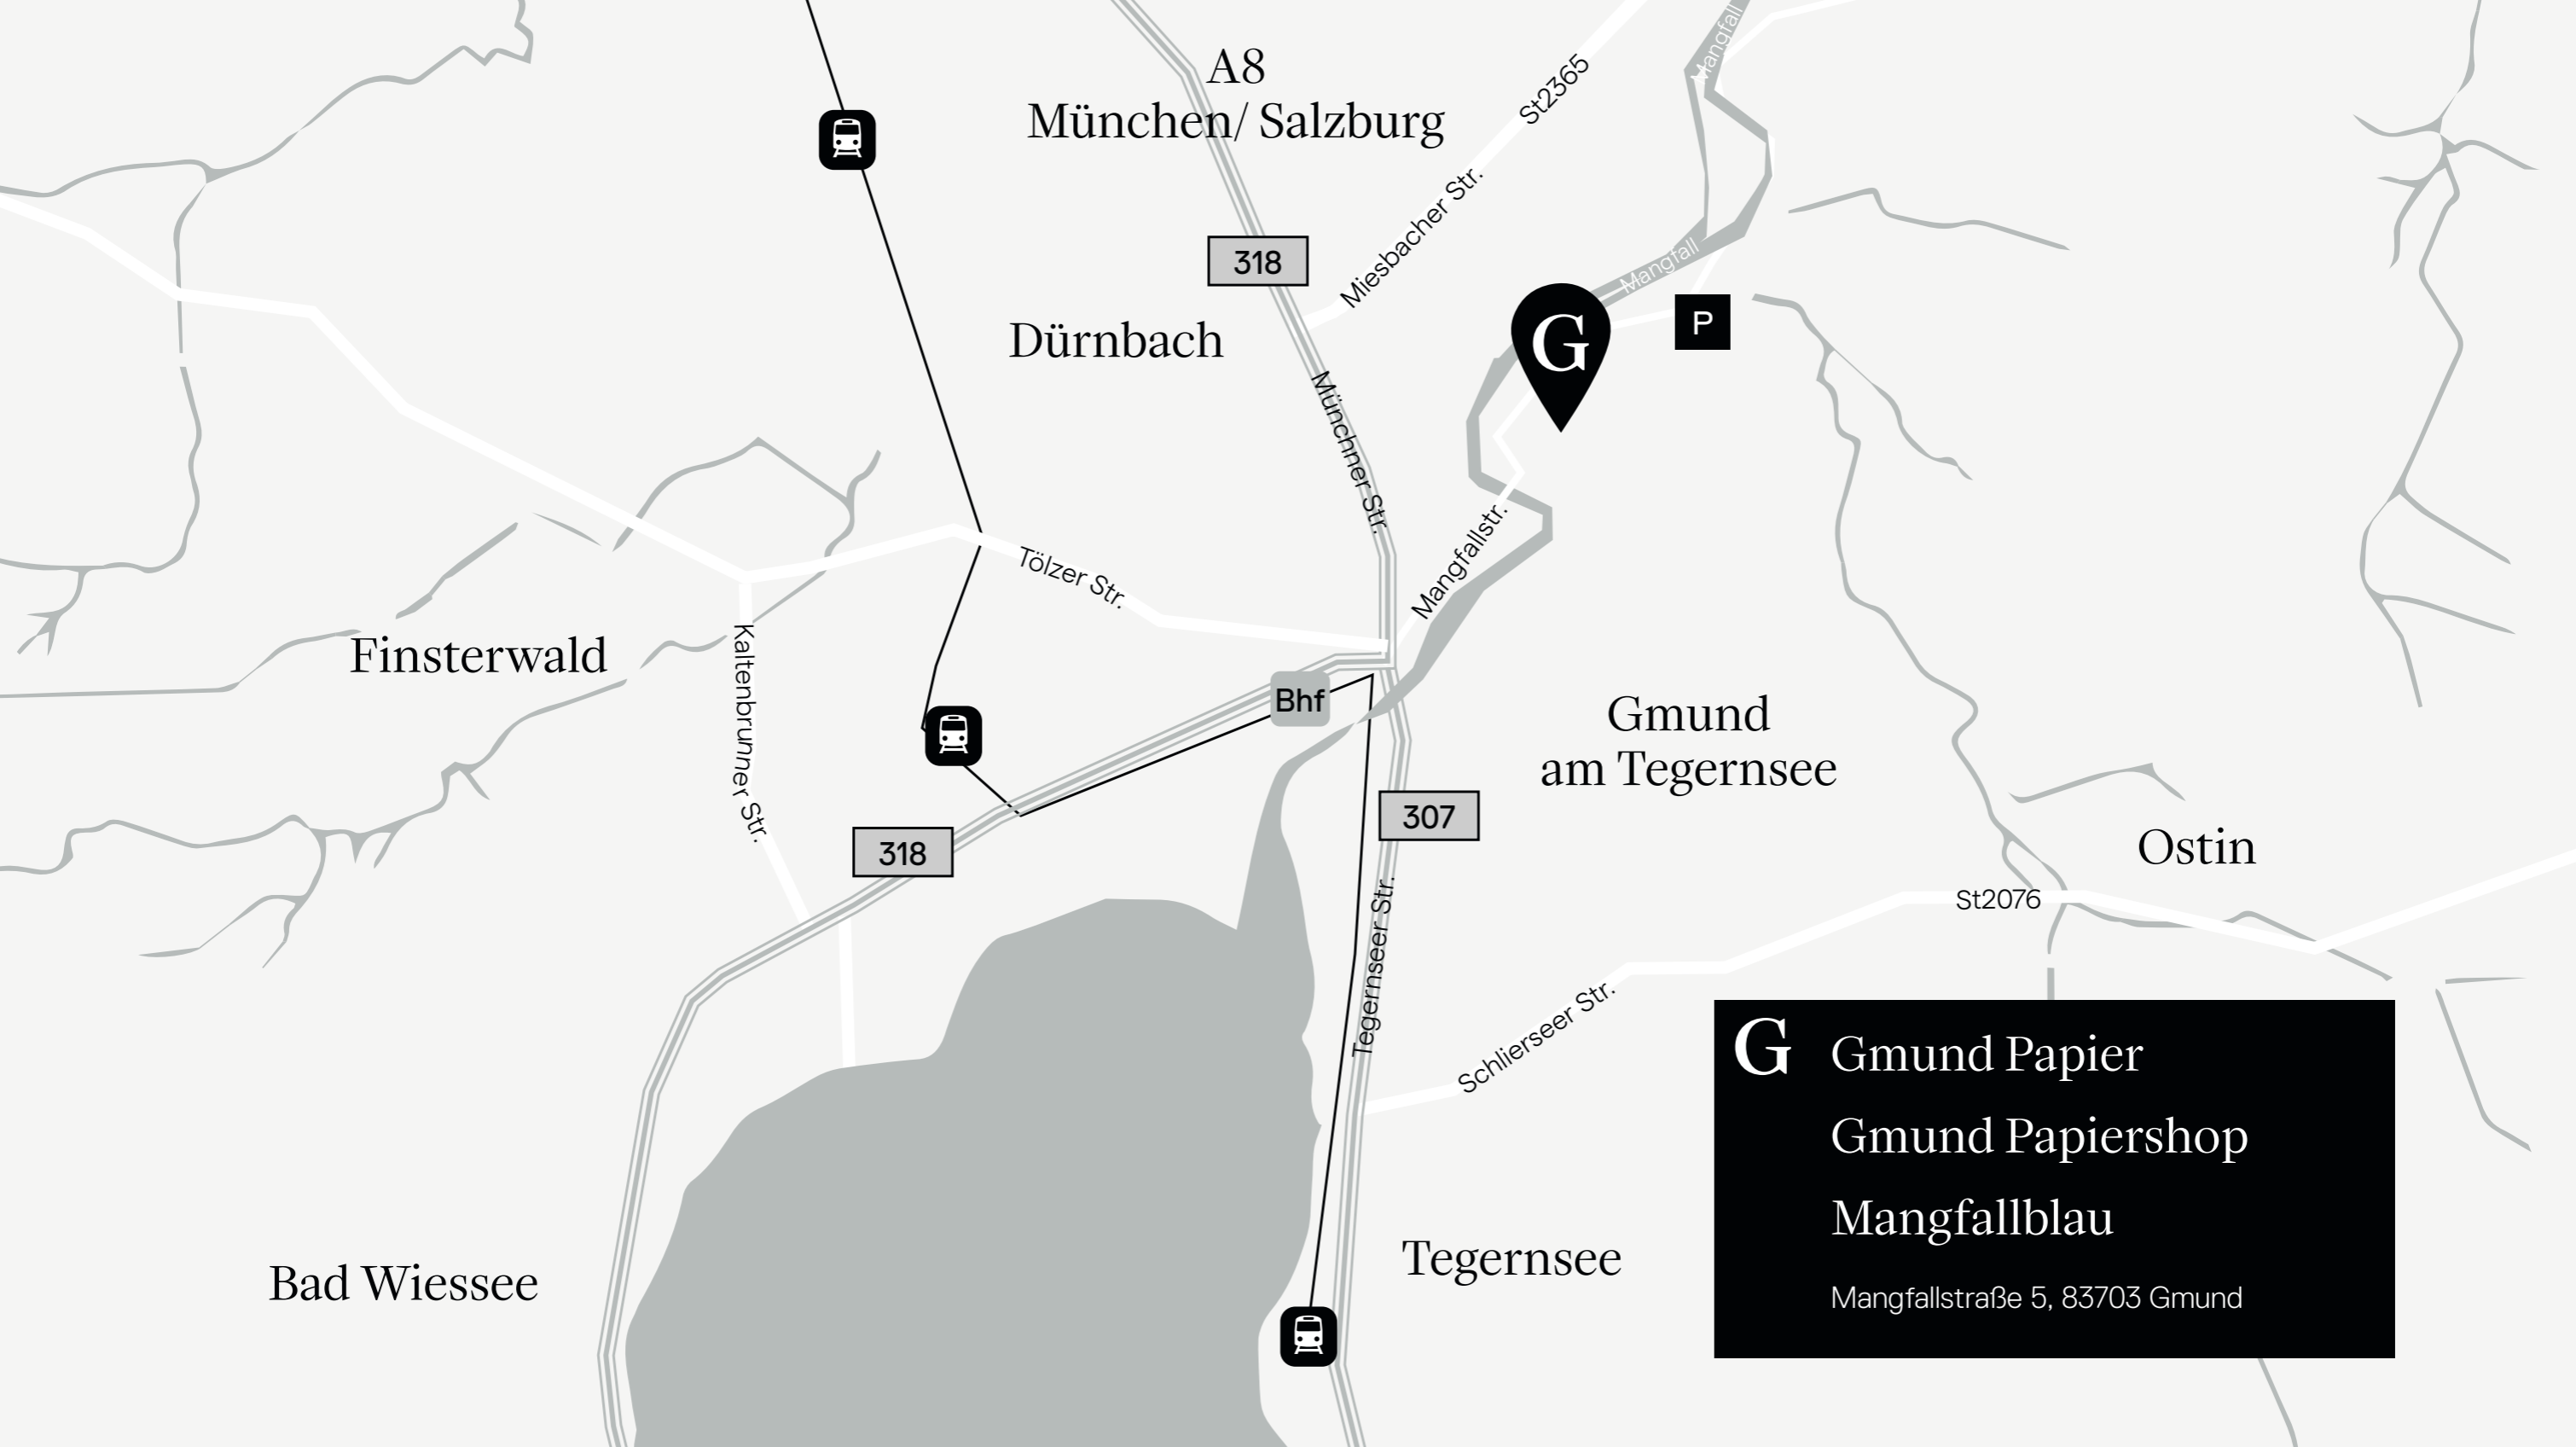 A8
München/ Salzburg
St2365
Mangfall
Miesbacher Str.
318
Mangfall
Dürnbach
G
P
Münchner Str.
Mangfallstr.
Tölzer Str.
Finsterwald
Kaltenbrunner Str.
Bhf
Gmund
am Tegernsee
307
318
Ostin
St2076
Tegernseer Str.
Schlierseer Str.
G
Gmund Papier
Gmund Papiershop
Mangfallblau
Mangfallstraße 5, 83703 Gmund
Tegernsee
Bad Wiessee